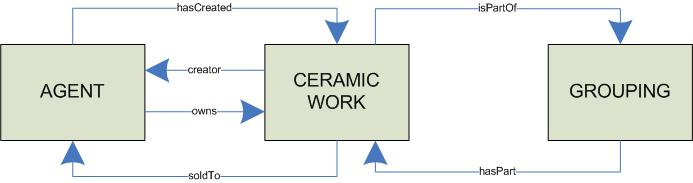 hasCreated
isPartOf
AGENT
creator
owns
CERAMIC
WORK
GROUPING
soldTo
hasPart